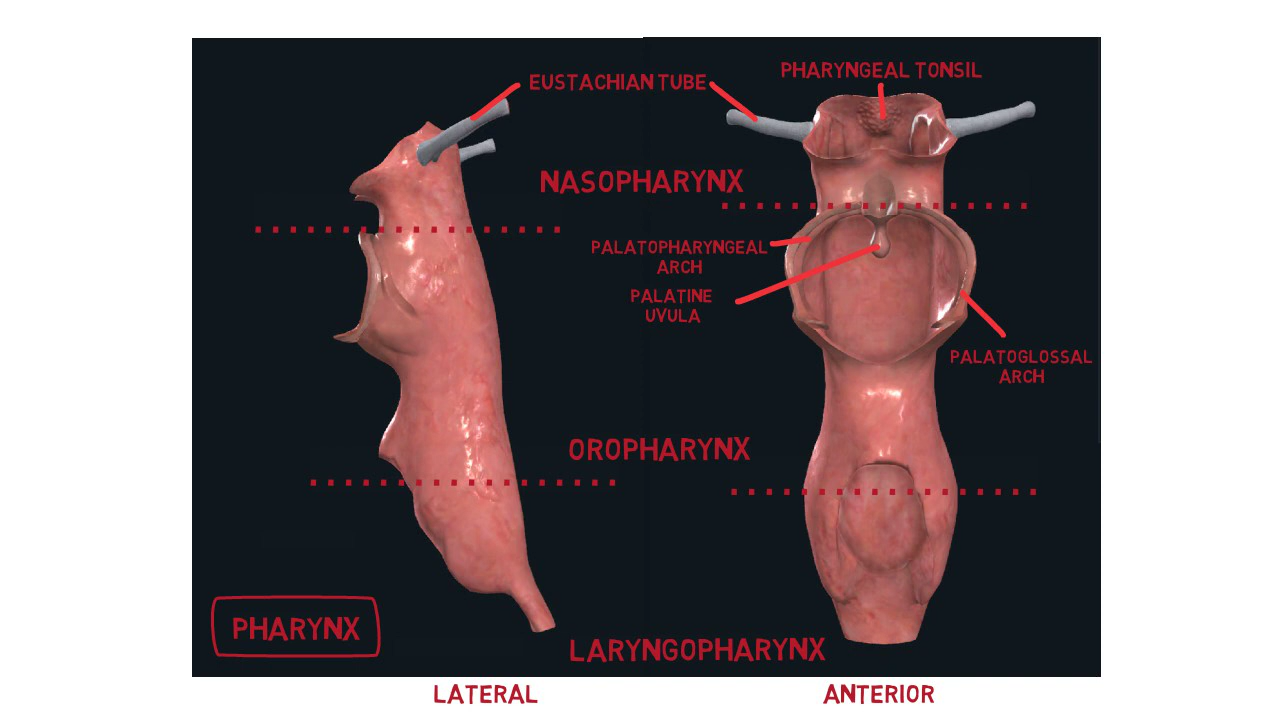 EUSTACHIAN TUBE
PHARYNGEAL TONSIL
NASOPHARYNX
PALATOPHARYNGEAL
ARCH
PALATINE
UVULA
PALATOGLOSSAL
ARCH
OROPHARYNX
PHARYNX
LARYNGOPHARYNX
LATERAL
ANTERIOR